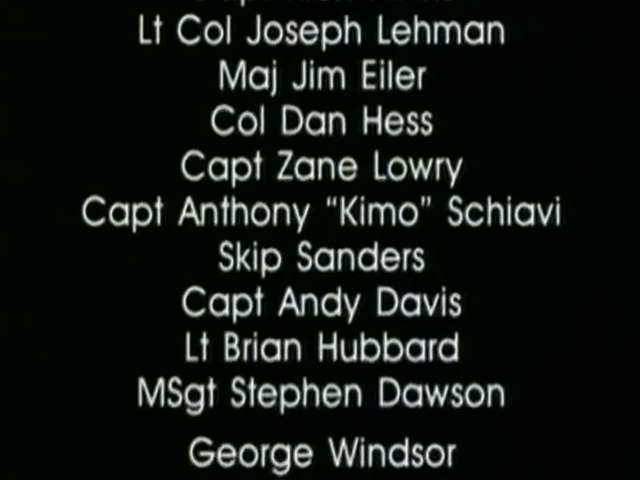 Lt Col Joseph Lehman
Maj Jim Eiler
Col Dan Hess
Capt Zane Lowry
Capt Anthony “Kimo” Schiavi
Skip Sanders
Capt Andy Davis
Lt Brian Hubbard
MSgt Stephen Dawson
George Windsor